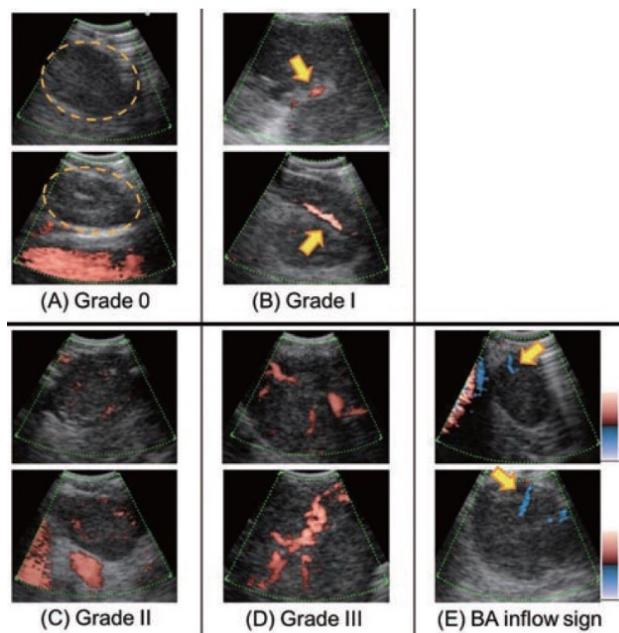 (A) Grade 0
(B) Grade I
(C) Grade II
(D) Grade III
(E) BA inflow sign